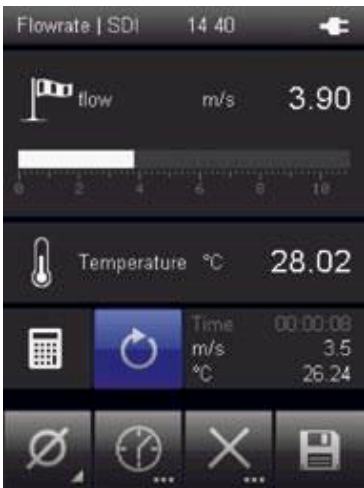 Flowrate | SDI 14 40
flow m/s 3.90
0 2 4 6 8 10
Temperature °C 28.02
Time 00:00:08
m/s 3.5
°C 26.24